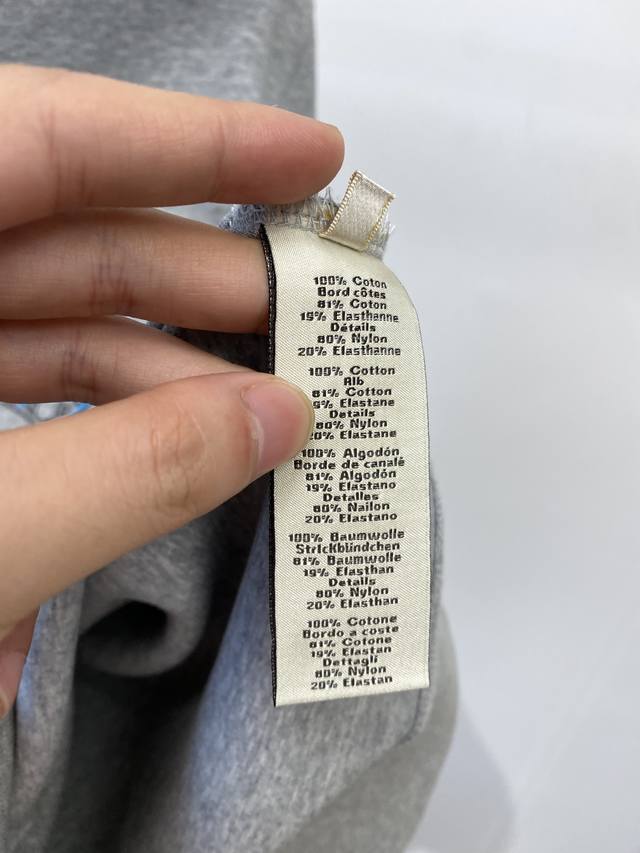 100% Coton
Bord côtes
81% Coton
19% Elasthanne
Détails
80% Nylon
20% Elasthanne
100% Cotton
Alb
81% Cotton
Elastane
Details
80% Nylon
20% Elastane
100% Algodón
Borde de canalé
81% Algodón
19% Elastano
Detalles
80% Nailon
20% Elastano
100% Baumwolle
StrIckbündchen
81% Baumwolle
19% Elasthan
Details
80% Nylon
20% Elasthan
100% Cotone
Bordo a coste
81% Cotone
19% Elastan
Dettagli
80% Nylon
20% Elastan